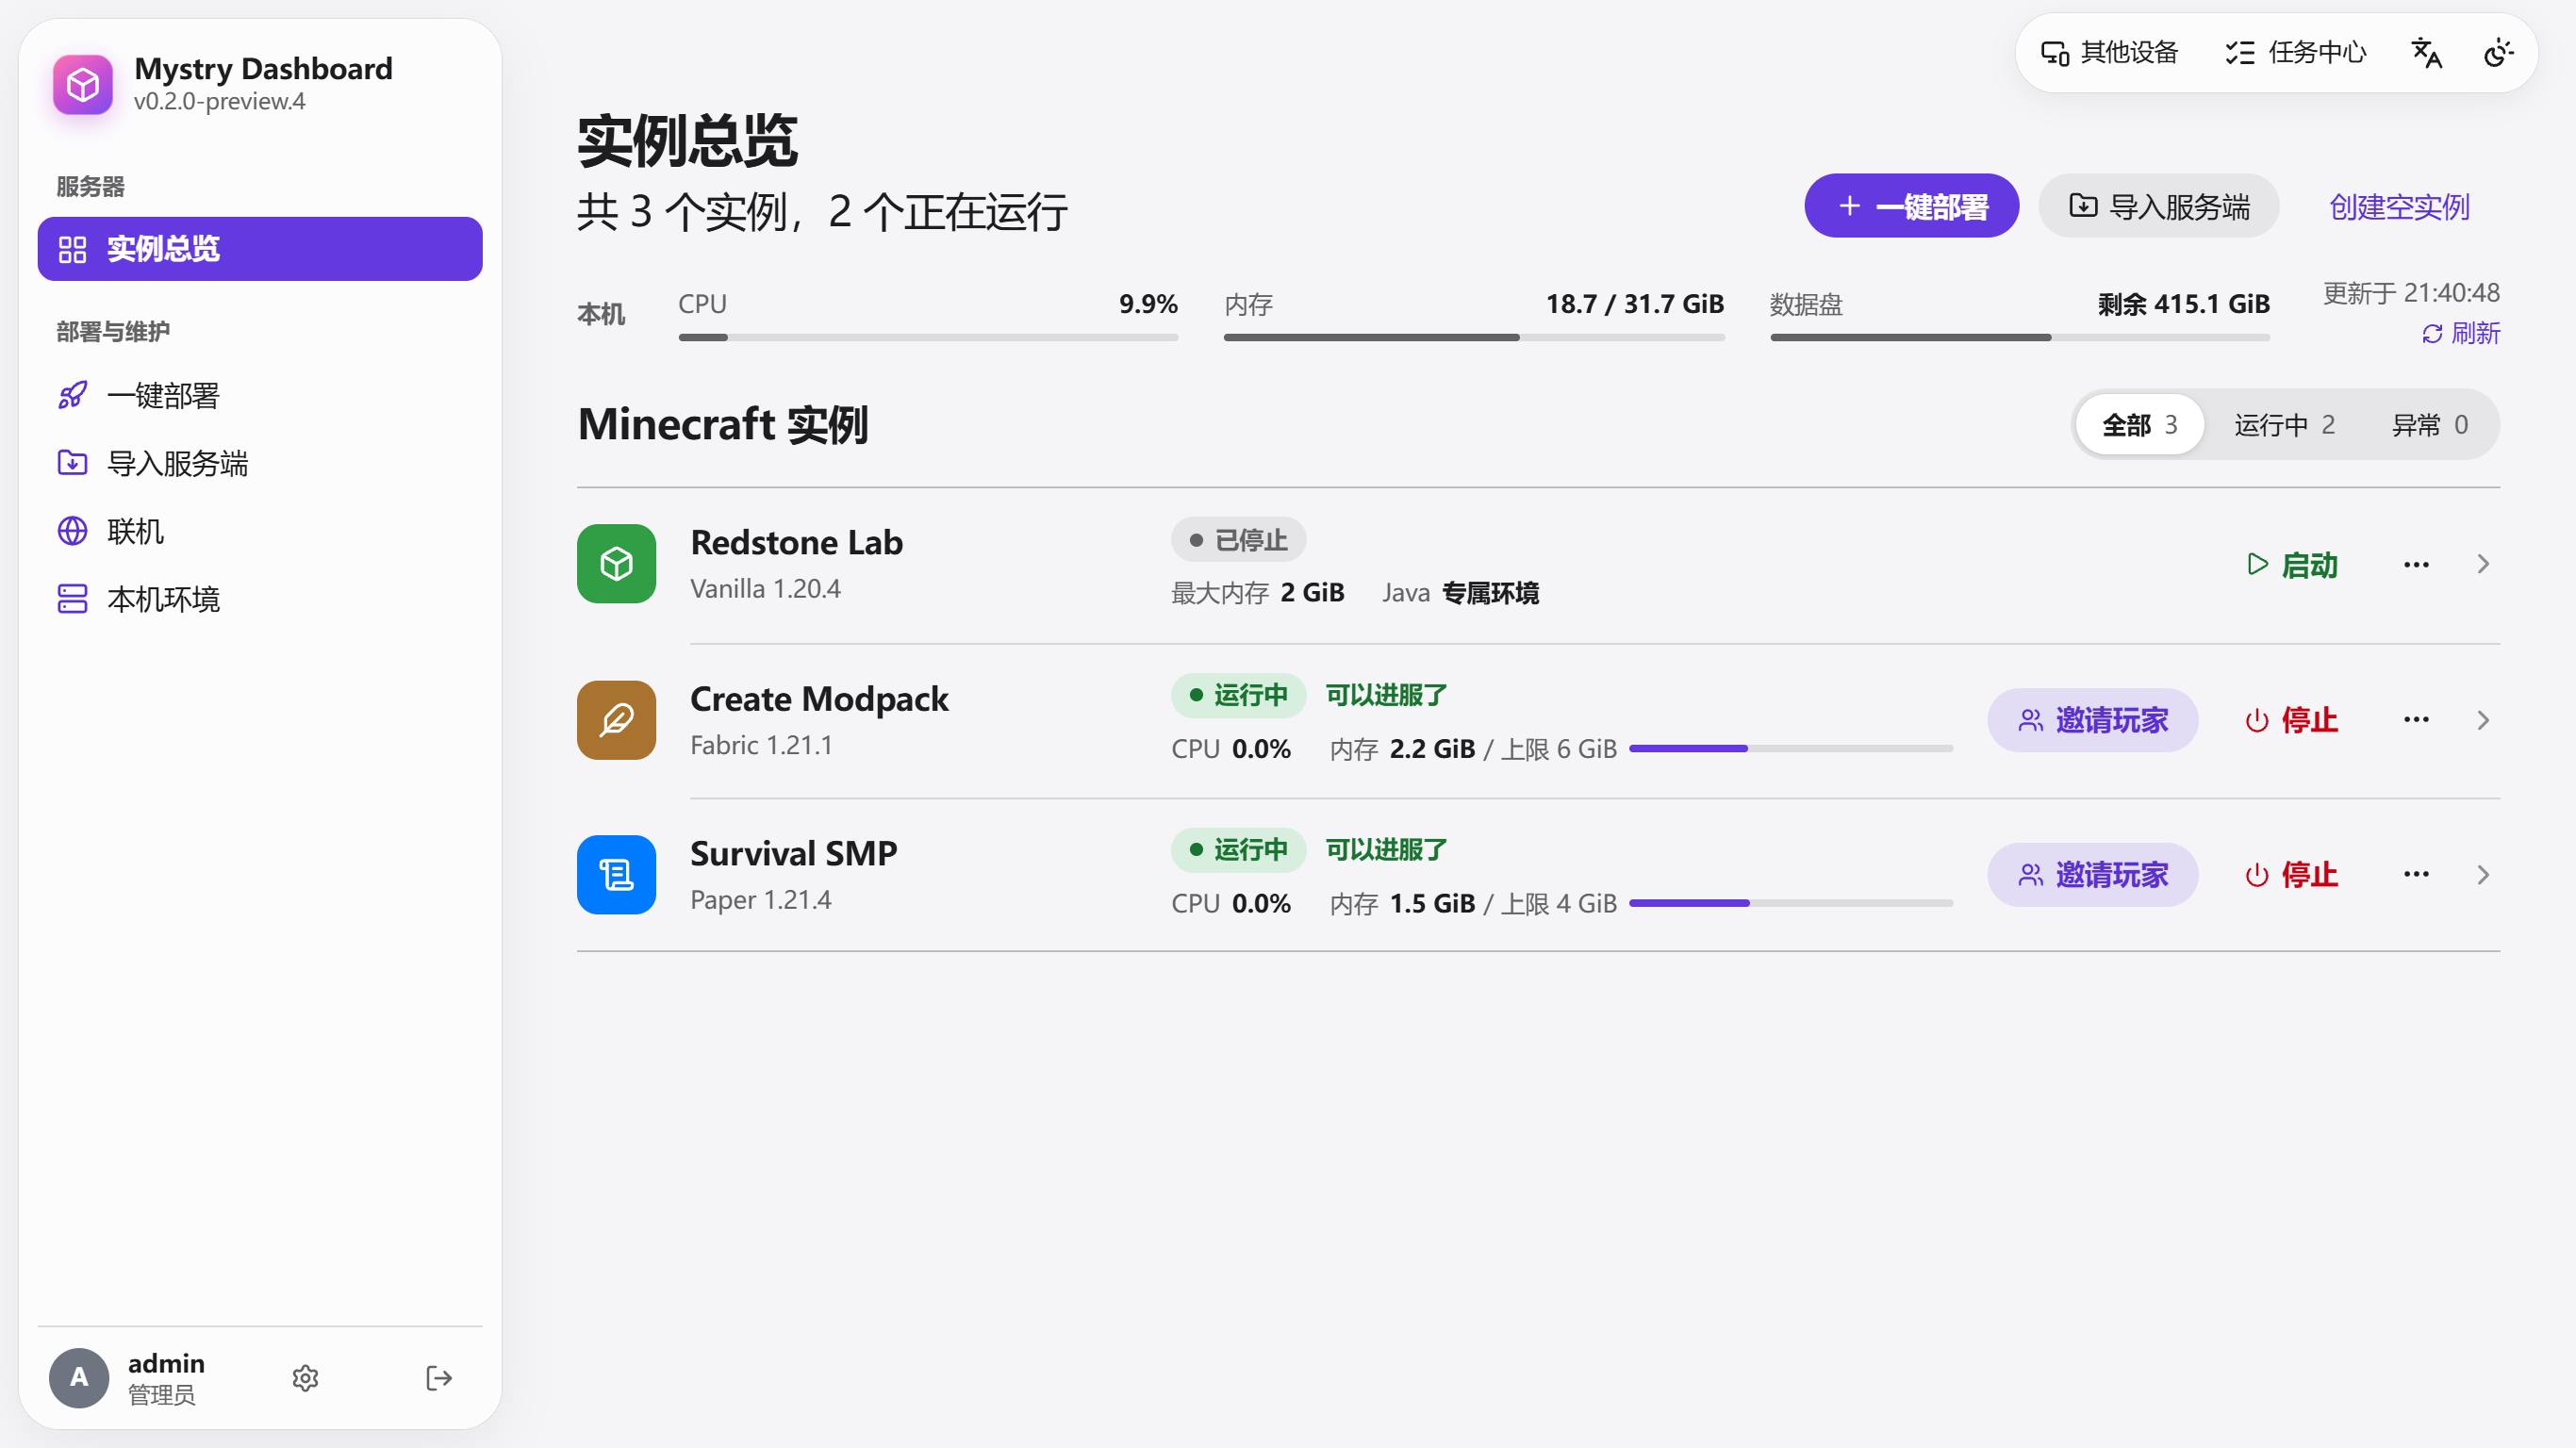 Mystry Dashboard
v0.2.0-preview.4
服务器
实例总览
部署与维护
一键部署
导入服务端
联机
本机环境
A
admin
管理员
其他设备
任务中心
实例总览
共 3 个实例，2 个正在运行
一键部署
导入服务端
创建空实例
本机
CPU 9.9%
内存 18.7 / 31.7 GiB
数据盘 剩余 415.1 GiB
更新于 21:40:48
刷新
Minecraft 实例
全部 3
运行中 2
异常 0
Redstone Lab
Vanilla 1.20.4
已停止
最大内存 2 GiB Java 专属环境
启动
Create Modpack
Fabric 1.21.1
运行中 可以进服了
CPU 0.0% 内存 2.2 GiB / 上限 6 GiB
邀请玩家
停止
Survival SMP
Paper 1.21.4
运行中 可以进服了
CPU 0.0% 内存 1.5 GiB / 上限 4 GiB
邀请玩家
停止